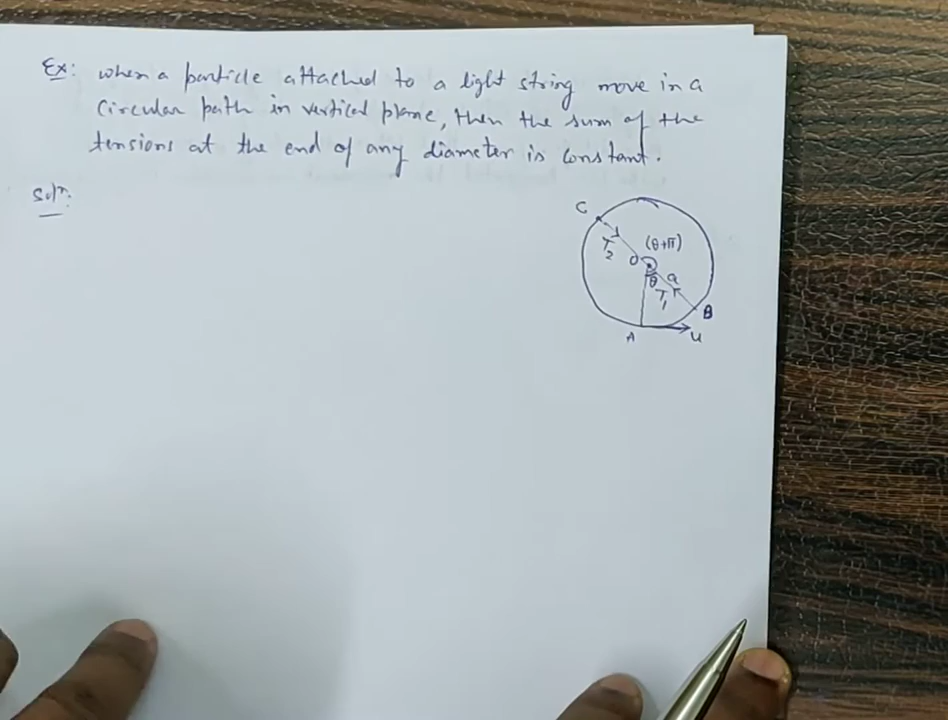 Ex: when a particle attached to a light string move in a
circular path in vertical plane, then the sum of the
tensions at the end of any diameter is constant.
Solⁿ:
C
(θ+π)
T₂
O
θ
a
T₁
B
A
u